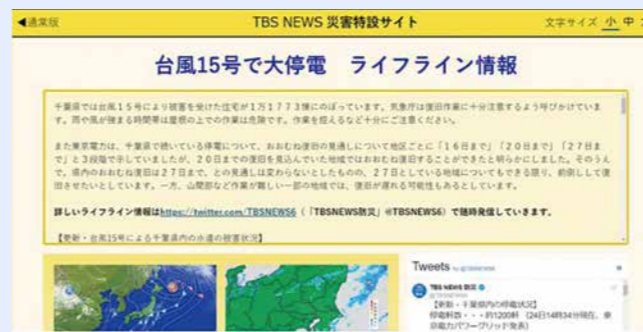 ◀通常版
TBS NEWS 災害特設サイト
文字サイズ 小 中
台風15号で大停電　ライフライン情報
千葉県では台風１５号により被害を受けた住宅が１万１７７３棟にのぼっています。気象庁は復旧作業に十分注意するよう呼びかけていま
す。雨や風が強まる時間帯は屋根の上での作業は危険です。作業を控えるなど十分にご注意ください。
また東京電力は、千葉県で続いている停電について、おおむね復旧の見通しについて地区ごとに「１６日まで」「２０日まで」「２７日ま
で」と３段階で示していましたが、２０日までの復旧を見込んでいた地域ではおおむね復旧することができたと明らかにしました。そのうえ
で、県内のおおむね復旧は２７日まで、との見通しは変わらないとしたものの、２７日としている地域についてもできる限り、前倒しして復
旧させたいとしています。一方、山間部など作業が難しい一部の地域では、復旧が遅れる可能性もあるとしています。
詳しいライフライン情報はhttps://twitter.com/TBSNEWS6（「TBSNEWS防災」@TBSNEWS6）で随時発信していきます。
【更新・台風15号による千葉県内の水道の被害状況】
Tweets by @TBSNEWS6
TBS NEWS 防災
@TBSNEWS6
【更新・千葉県内の停電状況】
停電軒数・・・約1200軒 (24日14時34分現在、東
京電力パワーグリッド発表)